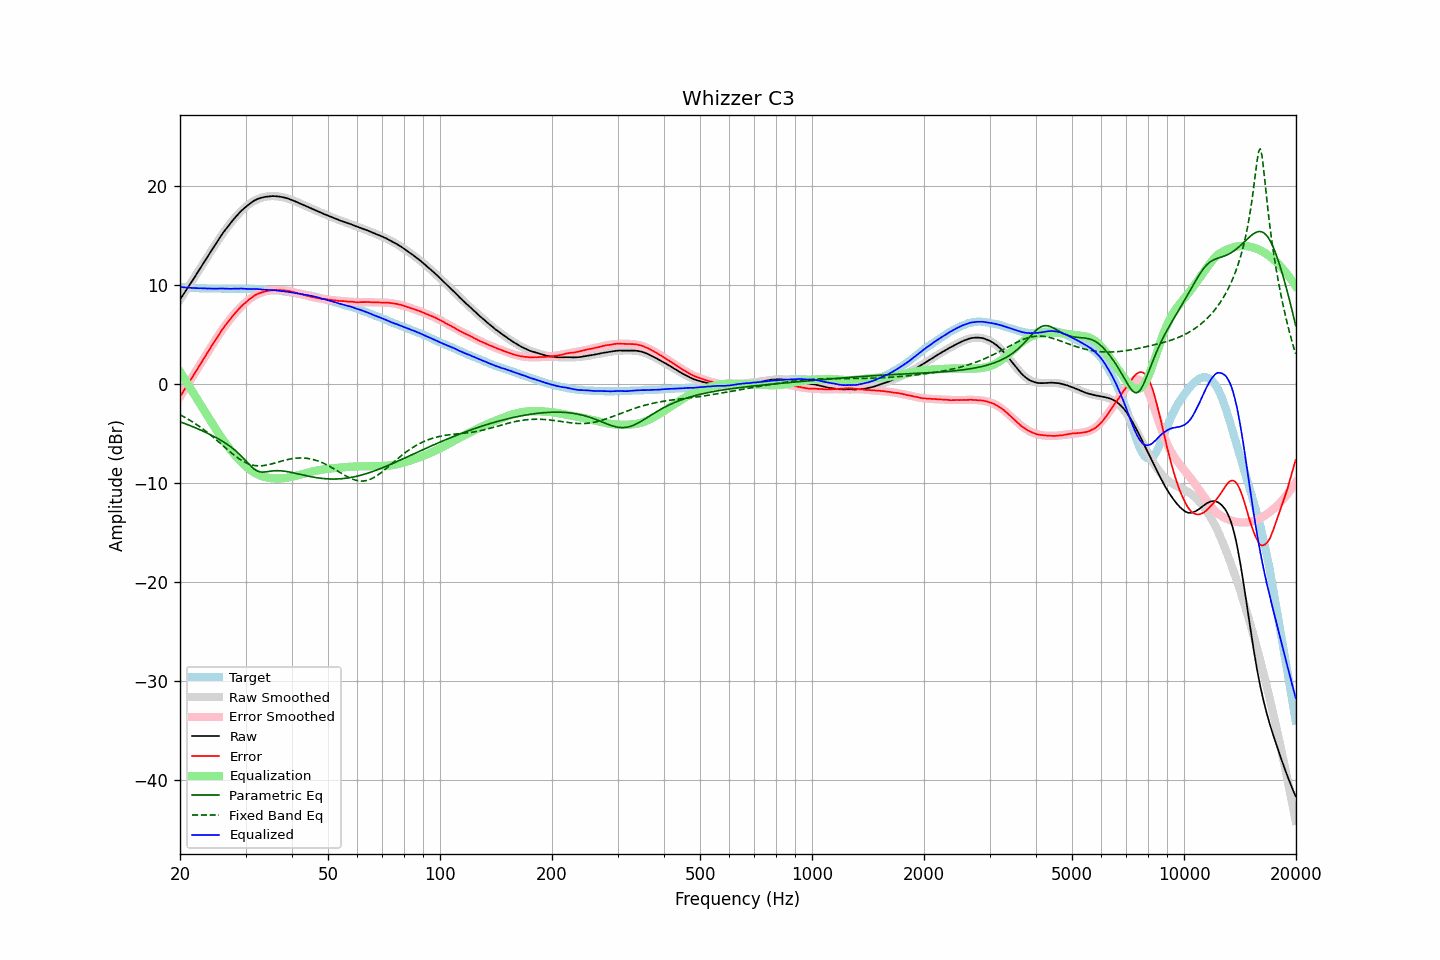 Whizzer C3
Amplitude (dBr)
20
10
0
−10
−20
−30
−40
Target
Raw Smoothed
Error Smoothed
Raw
Error
Equalization
Parametric Eq
Fixed Band Eq
Equalized
20 50 100 200 500 1000 2000 5000 10000 20000
Frequency (Hz)